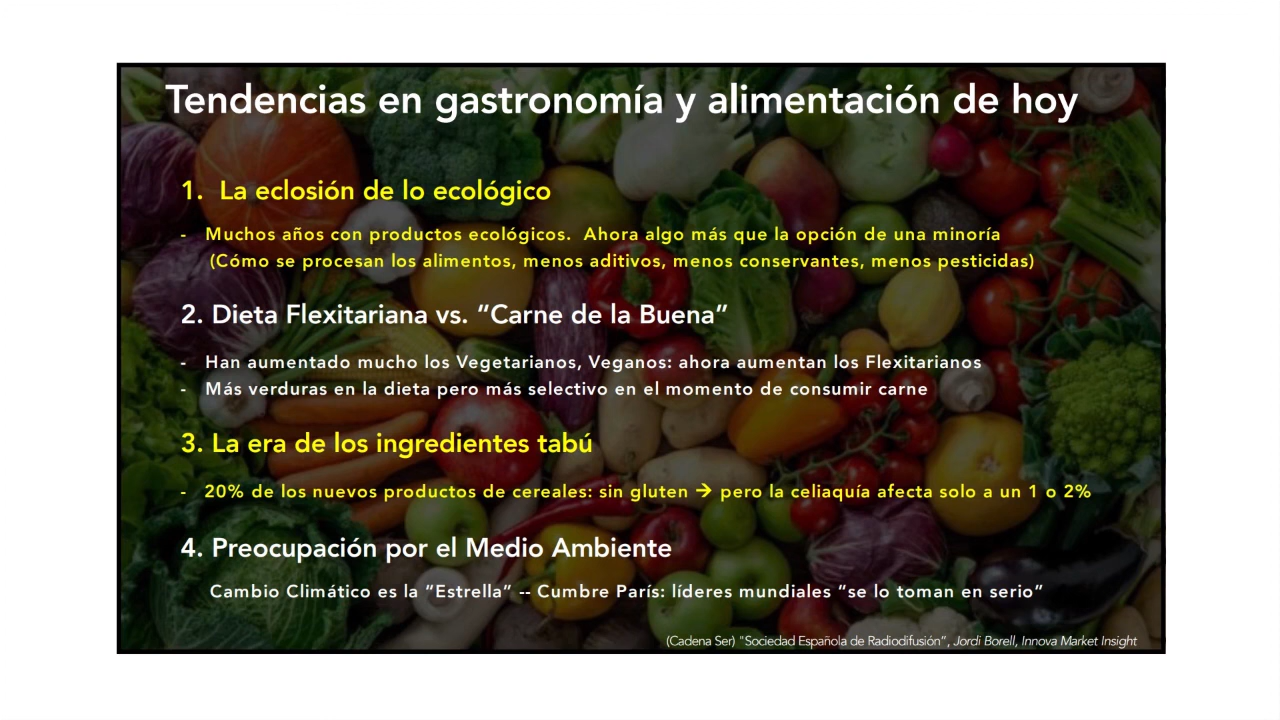 Tendencias en gastronomía y alimentación de hoy
1. La eclosión de lo ecológico
- Muchos años con productos ecológicos. Ahora algo más que la opción de una minoría
(Cómo se procesan los alimentos, menos aditivos, menos conservantes, menos pesticidas)
2. Dieta Flexitariana vs. “Carne de la Buena”
- Han aumentado mucho los Vegetarianos, Veganos: ahora aumentan los Flexitarianos
- Más verduras en la dieta pero más selectivo en el momento de consumir carne
3. La era de los ingredientes tabú
- 20% de los nuevos productos de cereales: sin gluten → pero la celiaquía afecta solo a un 1 o 2%
4. Preocupación por el Medio Ambiente
Cambio Climático es la “Estrella” -- Cumbre París: líderes mundiales “se lo toman en serio”
(Cadena Ser) "Sociedad Española de Radiodifusión”, Jordi Borell, Innova Market Insight